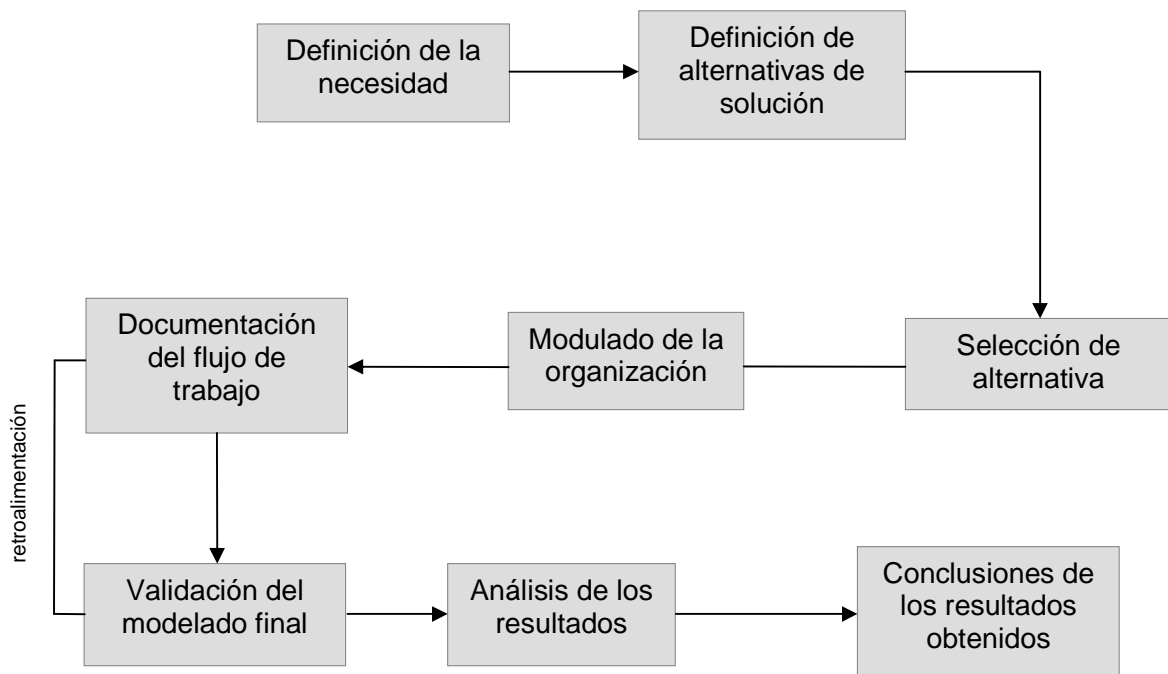 Definición de la
necesidad
Definición de
alternativas de
solución
Selección de
alternativa
Modulado de la
organización
Documentación
del flujo de
trabajo
retroalimentación
Validación del
modelado final
Análisis de los
resultados
Conclusiones de
los resultados
obtenidos